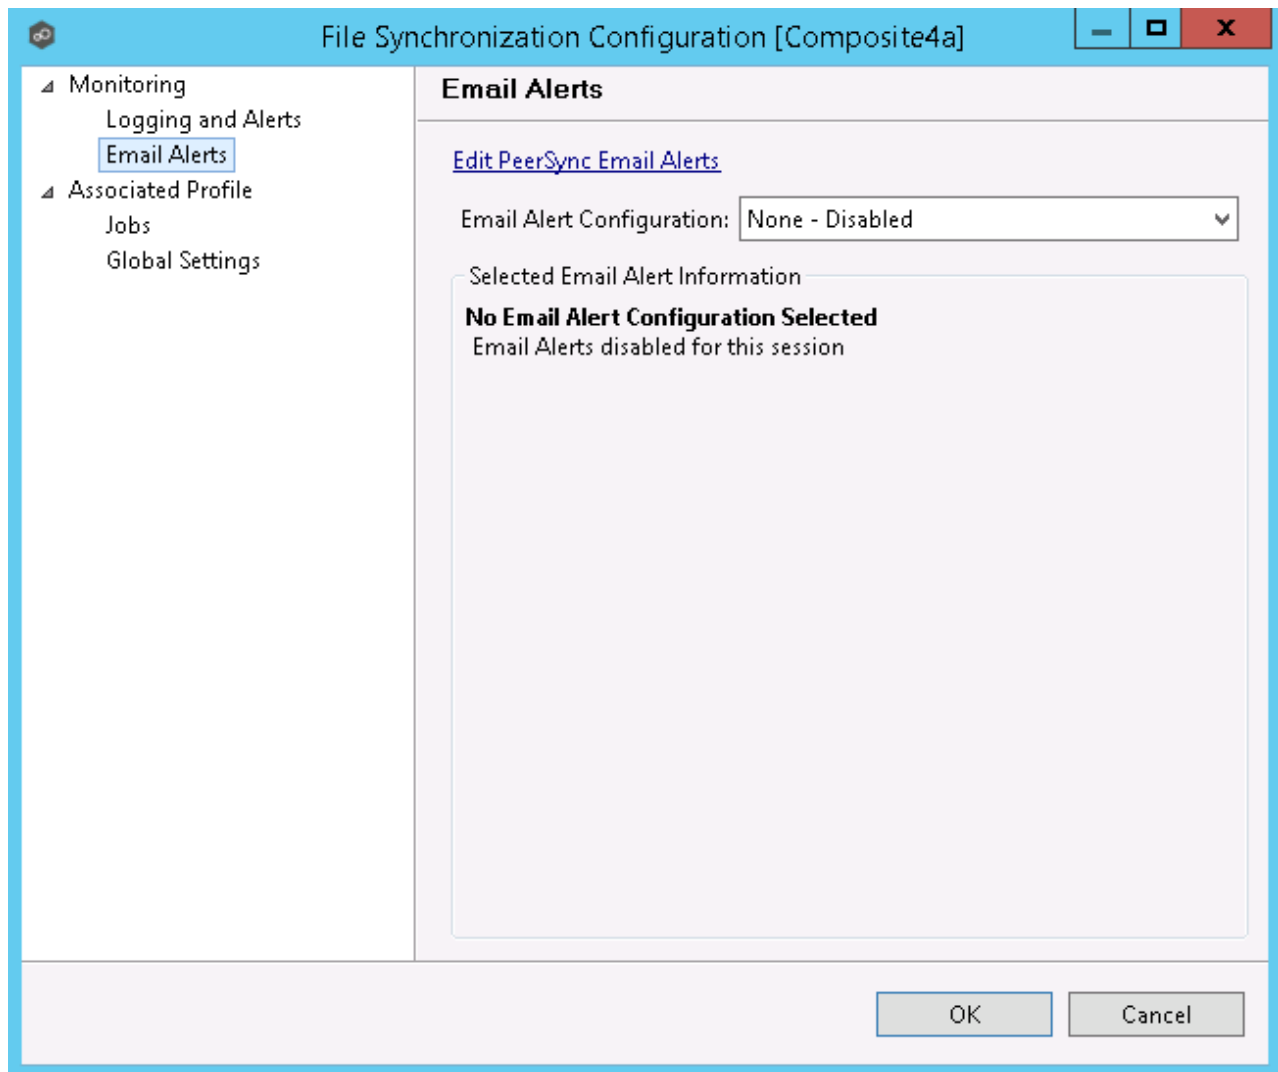 File Synchronization Configuration [Composite4a]
Monitoring
Logging and Alerts
Email Alerts
Associated Profile
Jobs
Global Settings
Email Alerts
Edit PeerSync Email Alerts
Email Alert Configuration: None - Disabled
Selected Email Alert Information
No Email Alert Configuration Selected
Email Alerts disabled for this session
OK Cancel